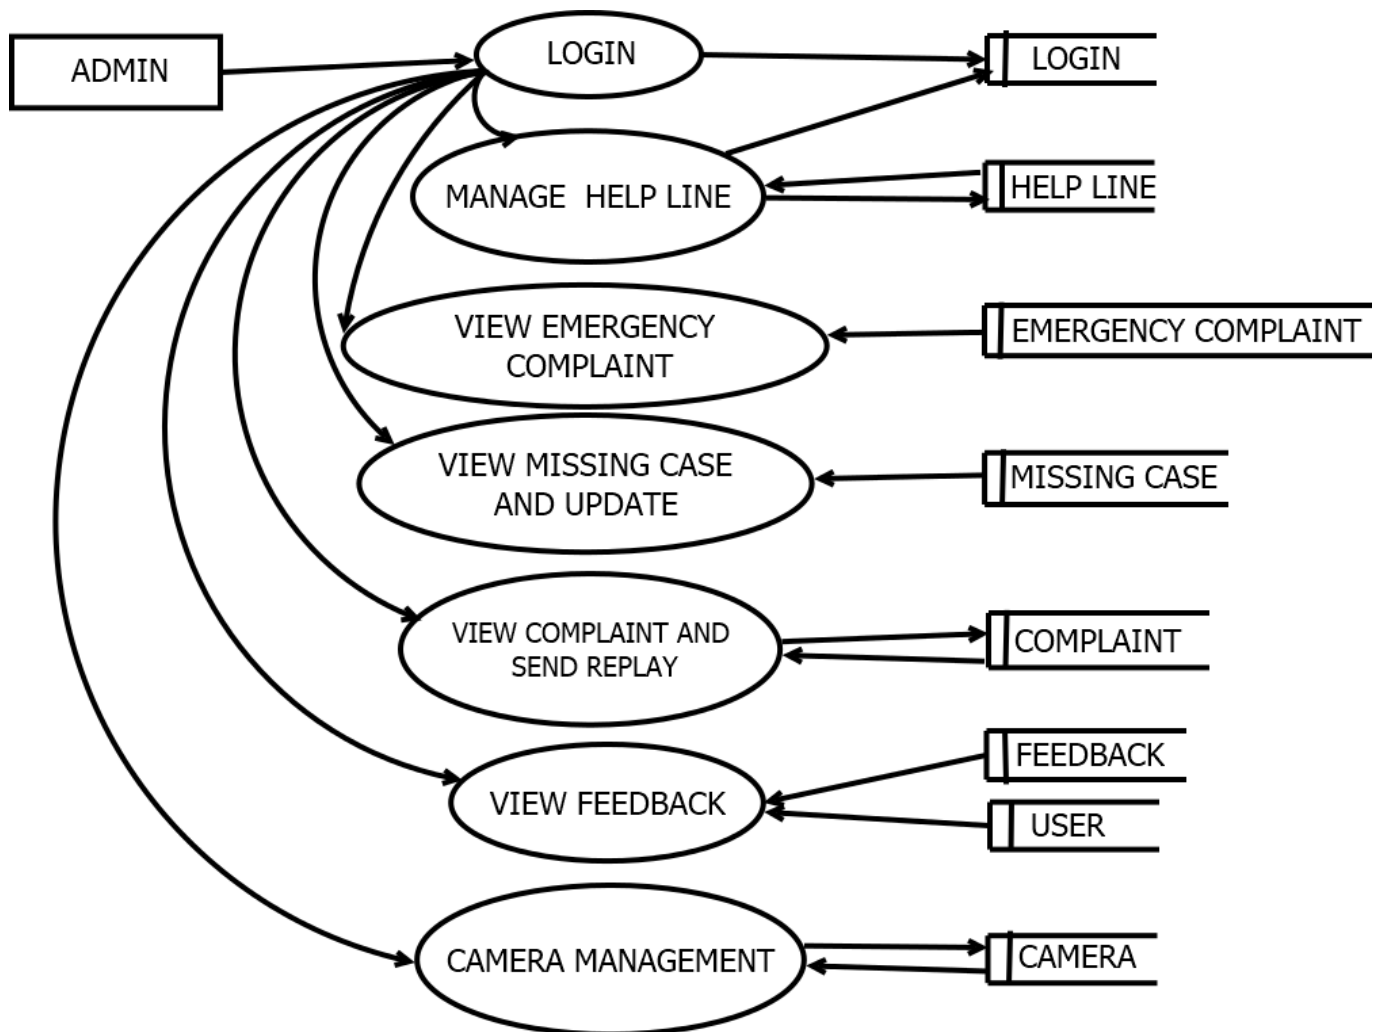 ADMIN
LOGIN
LOGIN
MANAGE HELP LINE
HELP LINE
VIEW EMERGENCY
COMPLAINT
EMERGENCY COMPLAINT
VIEW MISSING CASE
AND UPDATE
MISSING CASE
VIEW COMPLAINT AND
SEND REPLAY
COMPLAINT
VIEW FEEDBACK
FEEDBACK
USER
CAMERA MANAGEMENT
CAMERA